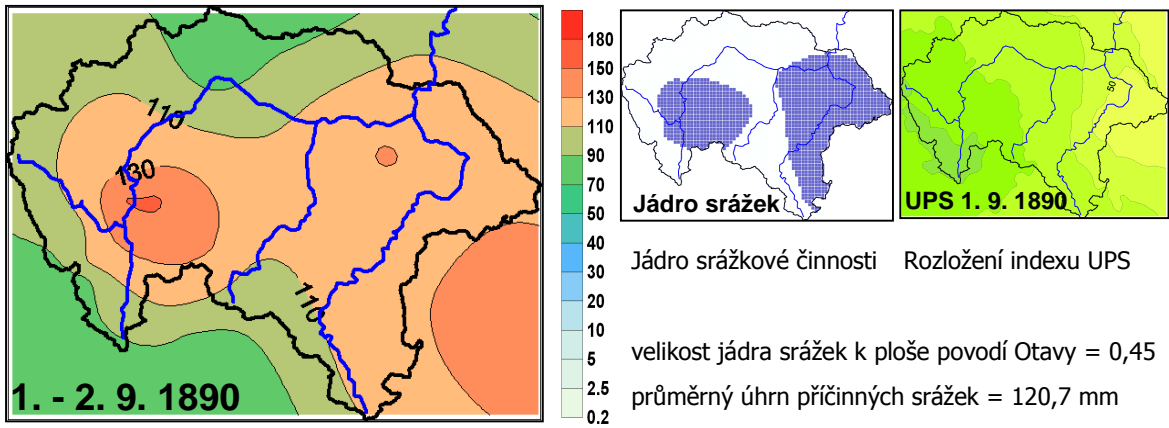 110
130
110
1. - 2. 9. 1890
180
150
130
110
90
70
50
40
30
20
10
5
2.5
0.2
Jádro srážek
50
UPS 1. 9. 1890
Jádro srážkové činnosti
Rozložení indexu UPS
velikost jádra srážek k ploše povodí Otavy = 0,45
průměrný úhrn příčinných srážek = 120,7 mm